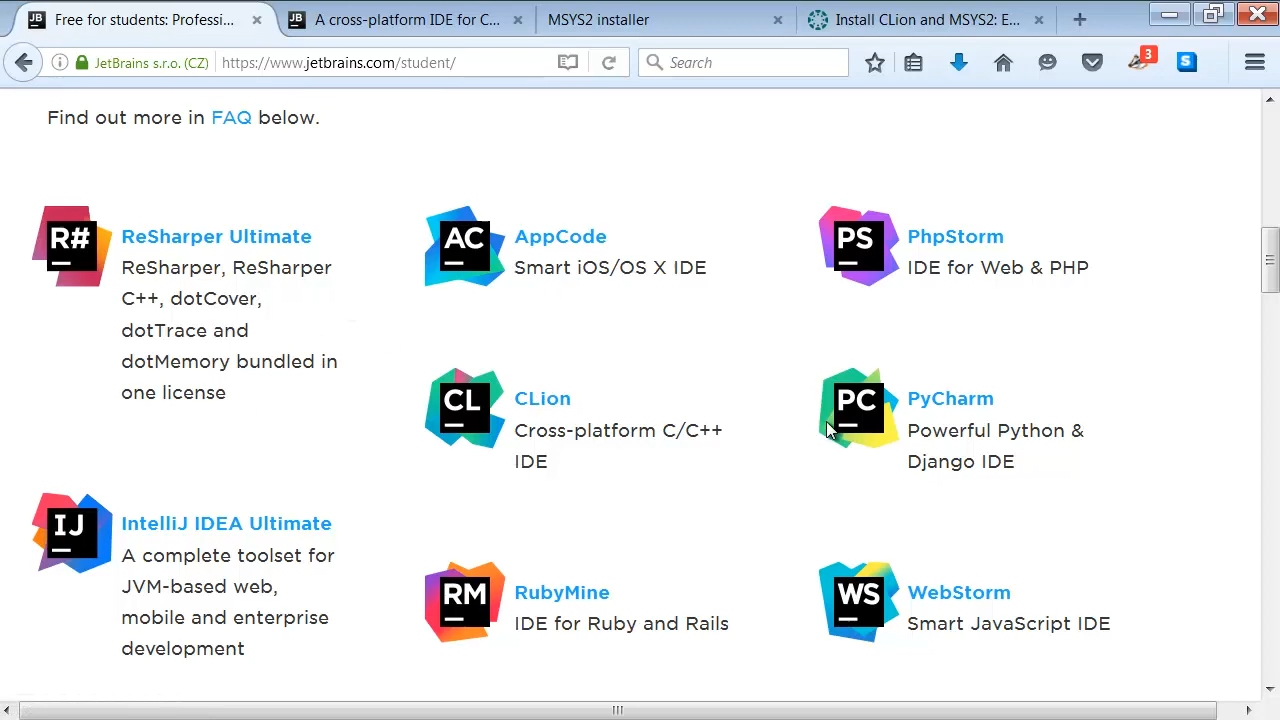 Free for students: Professi...
A cross-platform IDE for C...
MSYS2 installer
Install CLion and MSYS2: E...
JetBrains s.r.o. (CZ)
https://www.jetbrains.com/student/
Search
3
S
Find out more in FAQ below.
R#
ReSharper Ultimate
ReSharper, ReSharper
C++, dotCover,
dotTrace and
dotMemory bundled in
one license
AC
AppCode
Smart iOS/OS X IDE
PS
PhpStorm
IDE for Web & PHP
CL
CLion
Cross-platform C/C++
IDE
PC
PyCharm
Powerful Python &
Django IDE
IJ
IntelliJ IDEA Ultimate
A complete toolset for
JVM-based web,
mobile and enterprise
development
RM
RubyMine
IDE for Ruby and Rails
WS
WebStorm
Smart JavaScript IDE